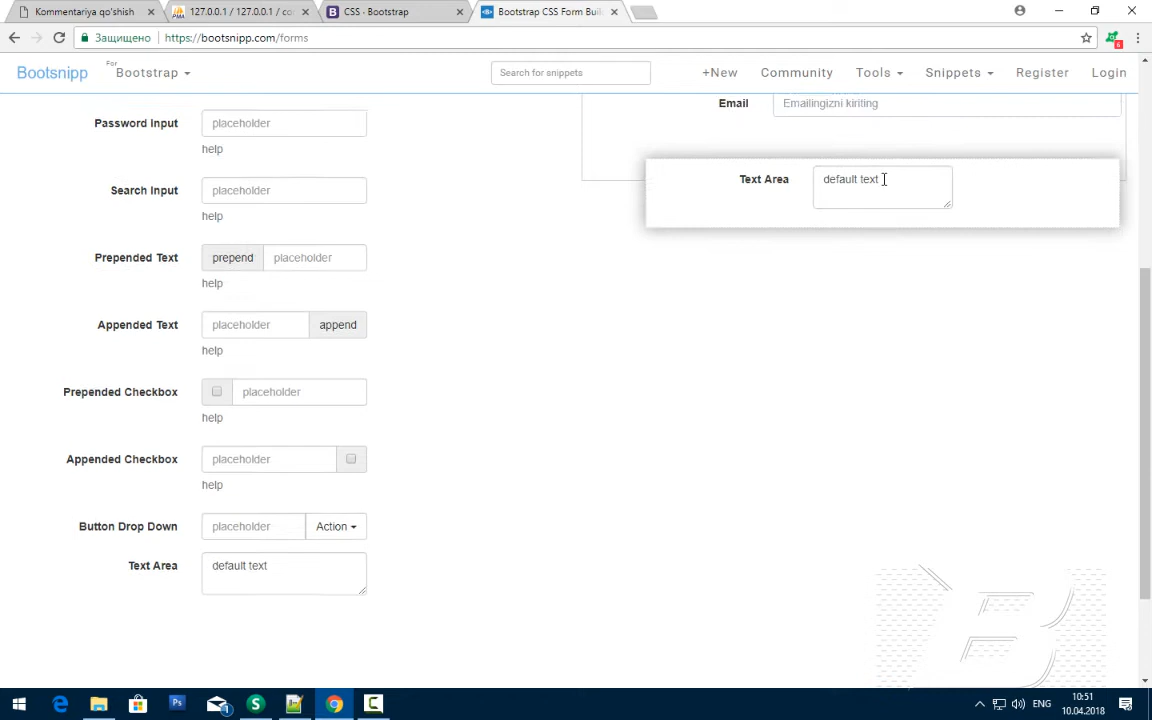 Kommentariya qo'shish
127.0.0.1 / 127.0.0.1 / co
CSS · Bootstrap
Bootstrap CSS Form Buil
Защищено
https://bootsnipp.com/forms
6
Bootsnipp
For
Bootstrap
Search for snippets
+New
Community
Tools
Snippets
Register
Login
Email
Emailingizni kiriting
Password Input
placeholder
help
Text Area
default text
Search Input
placeholder
help
Prepended Text
prepend
placeholder
help
Appended Text
placeholder
append
help
Prepended Checkbox
placeholder
help
Appended Checkbox
placeholder
help
Button Drop Down
placeholder
Action
Text Area
default text
ENG
10:51
10.04.2018